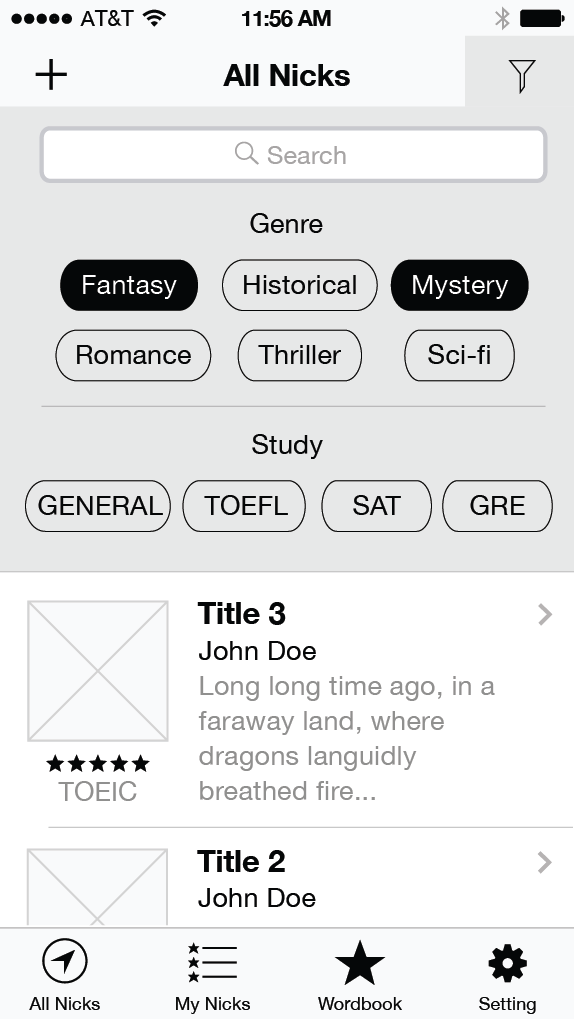 AT&T 11:56 AM
All Nicks
Search
Genre
Fantasy Historical Mystery
Romance Thriller Sci-fi
Study
GENERAL TOEFL SAT GRE
Title 3
John Doe
Long long time ago, in a
faraway land, where
dragons languidly
breathed fire...
TOEIC
Title 2
John Doe
All Nicks My Nicks Wordbook Setting